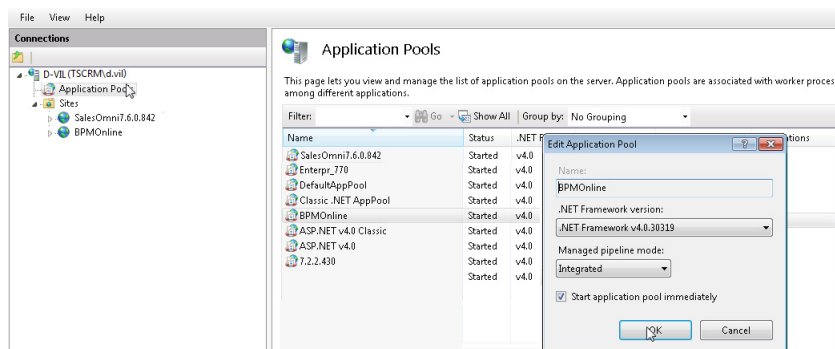 File View Help
Connections
D-VIL (TSCRM\d.vil)
Application Pools
Sites
SalesOmni7.6.0.842
BPMOnline
Application Pools
This page lets you view and manage the list of application pools on the server. Application pools are associated with worker proces
among different applications.
Filter: Go Show All Group by: No Grouping
Name Status .NET F
SalesOmni7.6.0.842 Started v4.0
Enterpr_770 Started v4.0
DefaultAppPool Started v4.0
Classic .NET AppPool Started v4.0
BPMOnline Started v4.0
ASP.NET v4.0 Classic Started v4.0
ASP.NET v4.0 Started v4.0
7.2.2.430 Started v4.0
Started v4.0
ations
Edit Application Pool
Name:
BPMOnline
.NET Framework version:
.NET Framework v4.0.30319
Managed pipeline mode:
Integrated
Start application pool immediately
OK Cancel